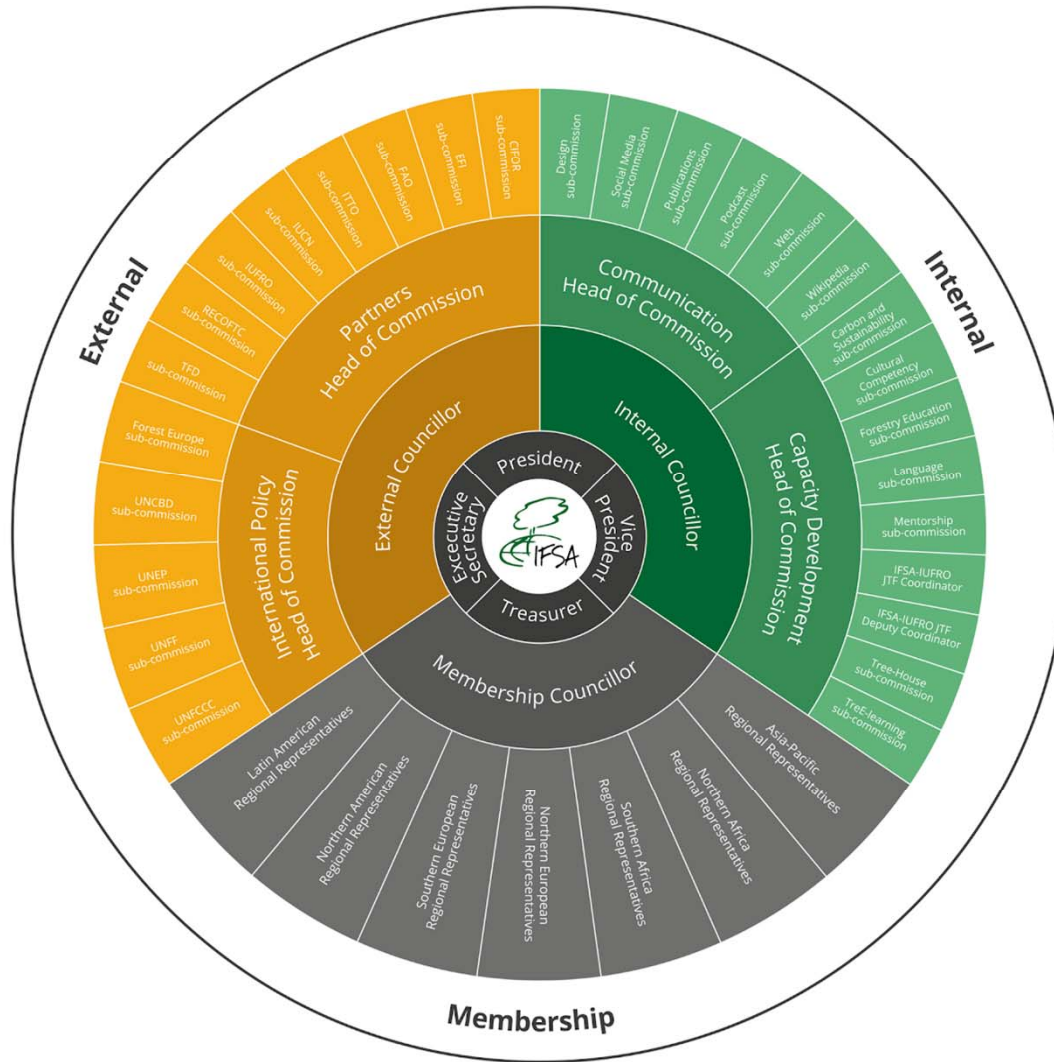 External
Internal
Membership
President
Vice
President
Treasurer
Excecutive
Secretary
IFSA
External Councillor
Internal Councillor
Membership Councillor
Partners
Head of Commission
International Policy
Head of Commission
Communication
Head of Commission
Capacity Development
Head of Commission
CIFOR
sub-commission
EFI
sub-commission
FAO
sub-commission
ITTO
sub-commission
IUCN
sub-commission
IUFRO
sub-commission
RECOFTC
sub-commission
TFD
sub-commission
Forest Europe
sub-commission
UNCBD
sub-commission
UNEP
sub-commission
UNFF
sub-commission
UNFCCC
sub-commission
Design
sub-commission
Social Media
sub-commission
Publications
sub-commission
Podcast
sub-commission
Web
sub-commission
Wikipedia
sub-commission
Carbon and
Sustainability
sub-commission
Cultural
Competency
sub-commission
Forestry Education
sub-commission
Language
sub-commission
Mentorship
sub-commission
IFSA-IUFRO
JTF Coordinator
IFSA-IUFRO JTF
Deputy Coordinator
Tree-House
sub-commission
TreE-learning
sub-commission
Latin American
Regional Representatives
Northern American
Regional Representatives
Southern European
Regional Representatives
Northern European
Regional Representatives
Southern Africa
Regional Representatives
Northern Africa
Regional Representatives
Asia-Pacific
Regional Representatives